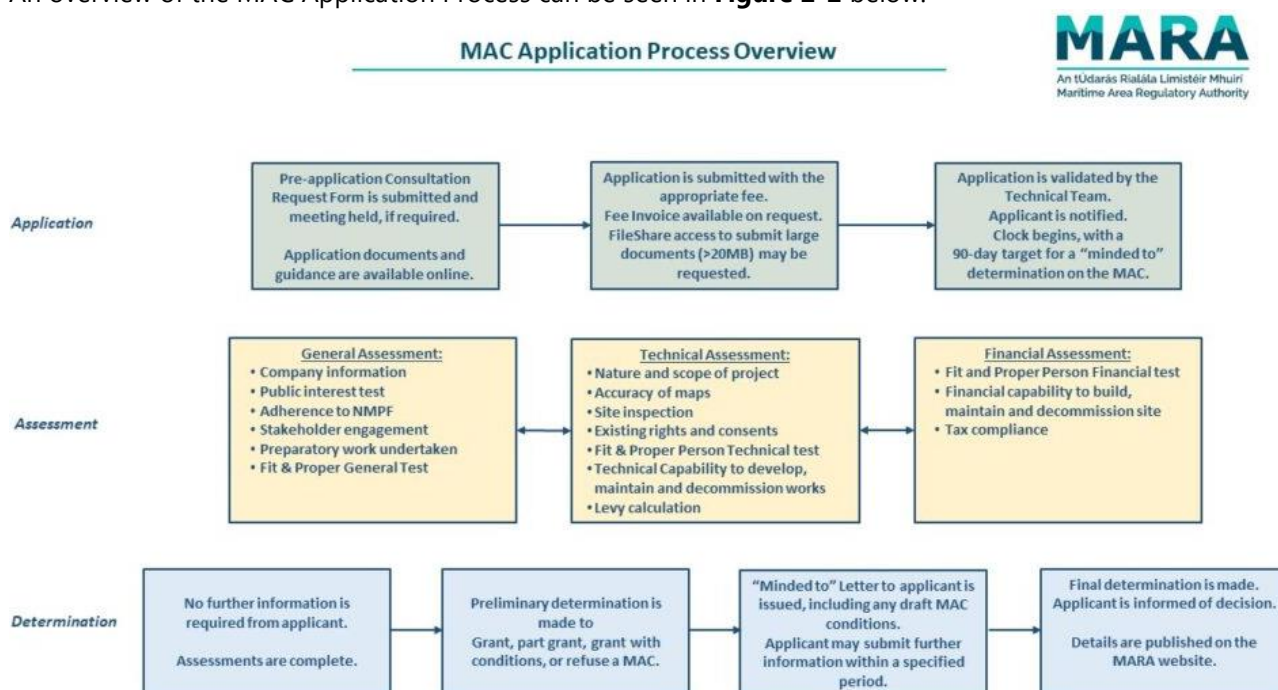 An overview of the MAC Application Process can be seen in Figure 2-2 below.
MAC Application Process Overview
MARA
An tÚdarás Rialála Limistéir Mhuirí
Maritime Area Regulatory Authority
Application
Pre-application Consultation
Request Form is submitted and
meeting held, if required.
Application documents and
guidance are available online.
Application is submitted with the
appropriate fee.
Fee Invoice available on request.
FileShare access to submit large
documents (>20MB) may be
requested.
Application is validated by the
Technical Team.
Applicant is notified.
Clock begins, with a
90-day target for a “minded to”
determination on the MAC.
Assessment
General Assessment:
• Company information
• Public interest test
• Adherence to NMPF
• Stakeholder engagement
• Preparatory work undertaken
• Fit & Proper General Test
Technical Assessment:
• Nature and scope of project
• Accuracy of maps
• Site inspection
• Existing rights and consents
• Fit & Proper Person Technical test
• Technical Capability to develop,
maintain and decommission works
• Levy calculation
Financial Assessment:
• Fit and Proper Person Financial test
• Financial capability to build,
maintain and decommission site
• Tax compliance
Determination
No further information is
required from applicant.
Assessments are complete.
Preliminary determination is
made to
Grant, part grant, grant with
conditions, or refuse a MAC.
“Minded to” Letter to applicant is
issued, including any draft MAC
conditions.
Applicant may submit further
information within a specified
period.
Final determination is made.
Applicant is informed of decision.
Details are published on the
MARA website.